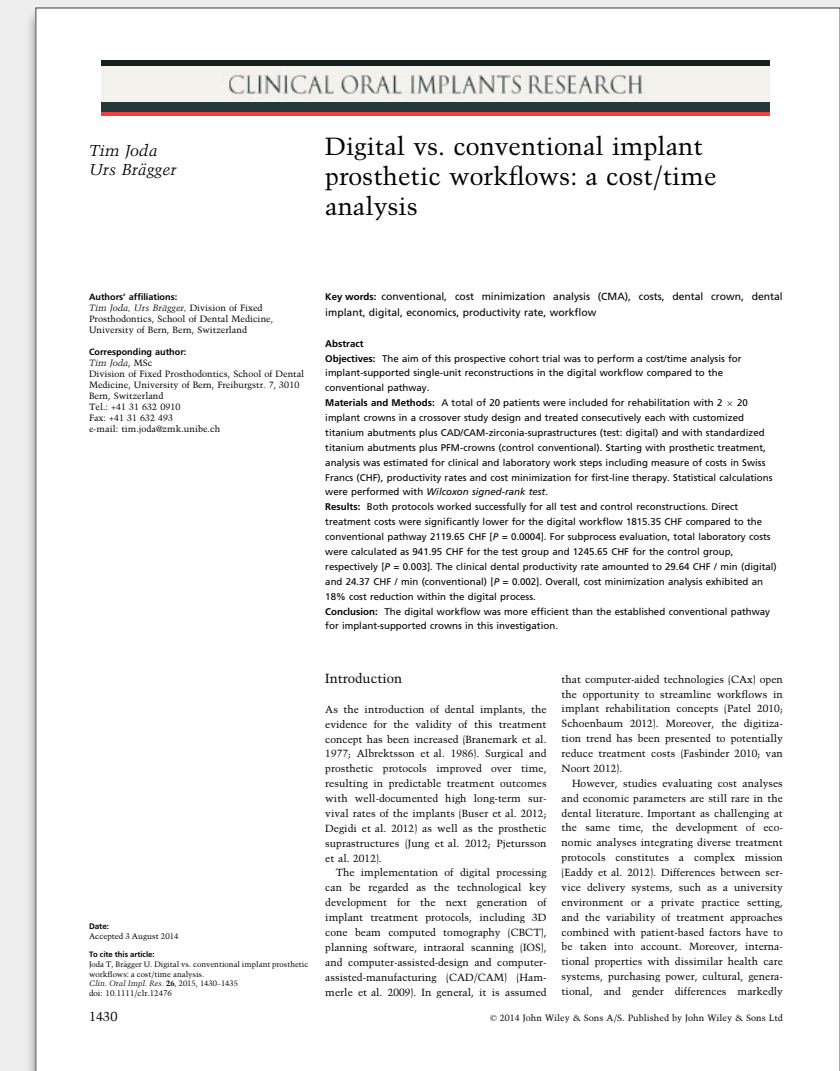 CLINICAL ORAL IMPLANTS RESEARCH
Tim Joda
Urs Brägger
Digital vs. conventional implant
prosthetic workflows: a cost/time
analysis
Authors' affiliations:
Tim Joda, Urs Brägger, Division of Fixed
Prosthodontics, School of Dental Medicine,
University of Bern, Bern, Switzerland
Corresponding author:
Tim Joda, MSc
Division of Fixed Prosthodontics, School of Dental
Medicine, University of Bern, Freiburgstr. 7, 3010
Bern, Switzerland
Tel.: +41 31 632 0910
Fax: +41 31 632 493
e-mail: tim.joda@zmk.unibe.ch
Key words: conventional, cost minimization analysis (CMA), costs, dental crown, dental
implant, digital, economics, productivity rate, workflow
Abstract
Objectives: The aim of this prospective cohort trial was to perform a cost/time analysis for
implant-supported single-unit reconstructions in the digital workflow compared to the
conventional pathway.
Materials and Methods: A total of 20 patients were included for rehabilitation with 2 × 20
implant crowns in a crossover study design and treated consecutively each with customized
titanium abutments plus CAD/CAM-zirconia-suprastructures (test: digital) and with standardized
titanium abutments plus PFM-crowns (control conventional). Starting with prosthetic treatment,
analysis was estimated for clinical and laboratory work steps including measure of costs in Swiss
Francs (CHF), productivity rates and cost minimization for first-line therapy. Statistical calculations
were performed with Wilcoxon signed-rank test.
Results: Both protocols worked successfully for all test and control reconstructions. Direct
treatment costs were significantly lower for the digital workflow 1815.35 CHF compared to the
conventional pathway 2119.65 CHF [P = 0.0004]. For subprocess evaluation, total laboratory costs
were calculated as 941.95 CHF for the test group and 1245.65 CHF for the control group,
respectively [P = 0.003]. The clinical dental productivity rate amounted to 29.64 CHF / min (digital)
and 24.37 CHF / min (conventional) [P = 0.002]. Overall, cost minimization analysis exhibited an
18% cost reduction within the digital process.
Conclusion: The digital workflow was more efficient than the established conventional pathway
for implant-supported crowns in this investigation.
Introduction
As the introduction of dental implants, the
evidence for the validity of this treatment
concept has been increased (Branemark et al.
1977; Albrektsson et al. 1986). Surgical and
prosthetic protocols improved over time,
resulting in predictable treatment outcomes
with well-documented high long-term sur-
vival rates of the implants (Buser et al. 2012;
Degidi et al. 2012) as well as the prosthetic
suprastructures (Jung et al. 2012; Pjetursson
et al. 2012).
The implementation of digital processing
can be regarded as the technological key
development for the next generation of
implant treatment protocols, including 3D
cone beam computed tomography (CBCT),
planning software, intraoral scanning (IOS),
and computer-assisted-design and computer-
assisted-manufacturing (CAD/CAM) (Ham-
merle et al. 2009). In general, it is assumed
that computer-aided technologies (CAx) open
the opportunity to streamline workflows in
implant rehabilitation concepts (Patel 2010;
Schoenbaum 2012). Moreover, the digitiza-
tion trend has been presented to potentially
reduce treatment costs (Fasbinder 2010; van
Noort 2012).
However, studies evaluating cost analyses
and economic parameters are still rare in the
dental literature. Important as challenging at
the same time, the development of eco-
nomic analyses integrating diverse treatment
protocols constitutes a complex mission
(Eaddy et al. 2012). Differences between ser-
vice delivery systems, such as a university
environment or a private practice setting,
and the variability of treatment approaches
combined with patient-based factors have to
be taken into account. Moreover, interna-
tional properties with dissimilar health care
systems, purchasing power, cultural, genera-
tional, and gender differences markedly
Date:
Accepted 3 August 2014
To cite this article:
Joda T, Brägger U. Digital vs. conventional implant prosthetic
workflows: a cost/time analysis.
Clin. Oral Impl. Res. 26, 2015, 1430–1435
doi: 10.1111/clr.12476
1430
© 2014 John Wiley & Sons A/S. Published by John Wiley & Sons Ltd